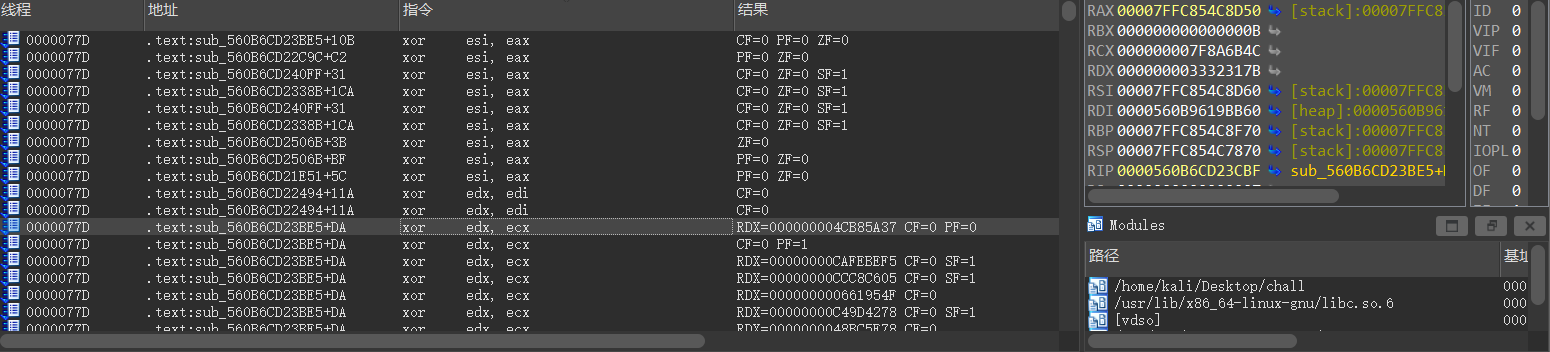 线程 地址 指令 结果
0000077D .text:sub_560B6CD23BE5+10B xor esi, eax CF=0 PF=0 ZF=0
0000077D .text:sub_560B6CD22C9C+C2 xor esi, eax PF=0 ZF=0
0000077D .text:sub_560B6CD240FF+31 xor esi, eax CF=0 ZF=0 SF=1
0000077D .text:sub_560B6CD2338B+1CA xor esi, eax CF=0 ZF=0 SF=1
0000077D .text:sub_560B6CD240FF+31 xor esi, eax CF=0 ZF=0 SF=1
0000077D .text:sub_560B6CD2338B+1CA xor esi, eax CF=0 ZF=0 SF=1
0000077D .text:sub_560B6CD2506B+3B xor esi, eax ZF=0
0000077D .text:sub_560B6CD2506B+BF xor esi, eax PF=0 ZF=0
0000077D .text:sub_560B6CD21E51+5C xor esi, eax PF=0 ZF=0
0000077D .text:sub_560B6CD22494+11A xor edx, edi CF=0
0000077D .text:sub_560B6CD22494+11A xor edx, edi CF=0
0000077D .text:sub_560B6CD23BE5+DA xor edx, ecx RDX=000000004CB85A37 CF=0 PF=0
0000077D .text:sub_560B6CD23BE5+DA xor edx, ecx CF=0 PF=1
0000077D .text:sub_560B6CD23BE5+DA xor edx, ecx RDX=00000000CAFEBEF5 CF=0 SF=1
0000077D .text:sub_560B6CD23BE5+DA xor edx, ecx RDX=00000000CCC8C605 CF=0 SF=1
0000077D .text:sub_560B6CD23BE5+DA xor edx, ecx RDX=000000000661954F CF=0
0000077D .text:sub_560B6CD23BE5+DA xor edx, ecx RDX=00000000C49D4278 CF=0 SF=1
0000077D .text:sub_560B6CD23BE5+DA xor edx, ecx RDX=0000000048BC5E78 CF=0
RAX 00007FFC854C8D50 [stack]:00007FFC8
RBX 000000000000000B
RCX 000000007F8A6B4C
RDX 000000003332317B
RSI 00007FFC854C8D60 [stack]:00007FFC8
RDI 0000560B9619BB60 [heap]:0000560B96
RBP 00007FFC854C8F70 [stack]:00007FFC8
RSP 00007FFC854C7870 [stack]:00007FFC8
RIP 0000560B6CD23CBF sub_560B6CD23BE5+
ID 0
VIP 0
VIF 0
AC 0
VM 0
RF 0
NT 0
IOPL 0
OF 0
DF 0
Modules
路径 基址
/home/kali/Desktop/chall 000
/usr/lib/x86_64-linux-gnu/libc.so.6 000
[vdso] 000